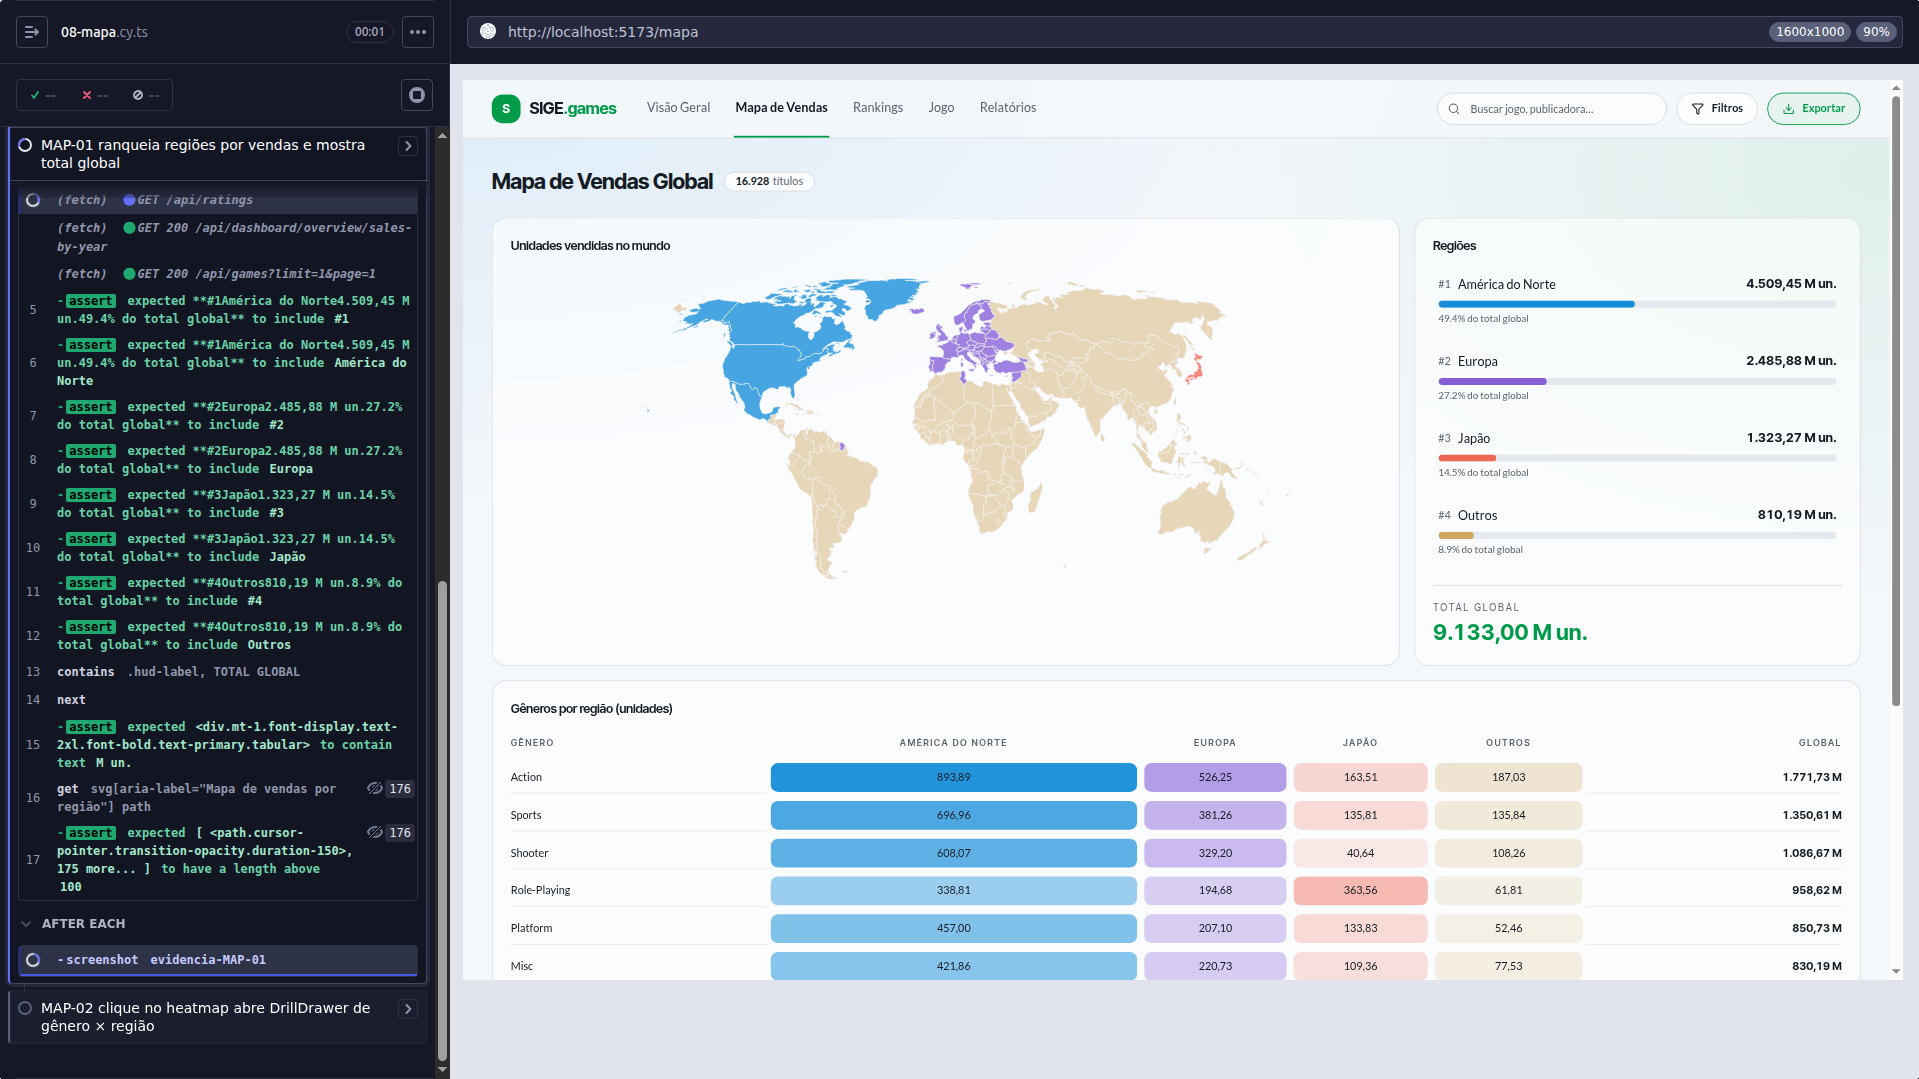 08-mapa.cy.ts
00:01
--
--
--
MAP-01 ranqueia regiões por vendas e mostra
total global
(fetch) GET /api/ratings
(fetch) GET 200 /api/dashboard/overview/sales-
by-year
(fetch) GET 200 /api/games?limit=1&page=1
5 -assert expected **#1América do Norte4.509,45 M
un.49.4% do total global** to include #1
6 -assert expected **#1América do Norte4.509,45 M
un.49.4% do total global** to include América do
Norte
7 -assert expected **#2Europa2.485,88 M un.27.2%
do total global** to include #2
8 -assert expected **#2Europa2.485,88 M un.27.2%
do total global** to include Europa
9 -assert expected **#3Japão1.323,27 M un.14.5%
do total global** to include #3
10 -assert expected **#3Japão1.323,27 M un.14.5%
do total global** to include Japão
11 -assert expected **#4Outros810,19 M un.8.9% do
total global** to include #4
12 -assert expected **#4Outros810,19 M un.8.9% do
total global** to include Outros
13 contains .hud-label, TOTAL GLOBAL
14 next
15 -assert expected <div.mt-1.font-display.text-
2xl.font-bold.text-primary.tabular> to contain
text M un.
16 get svg[aria-label="Mapa de vendas por
região"] path 176
17 -assert expected [ <path.cursor-
pointer.transition-opacity.duration-150>,
175 more... ] to have a length above
100 176
AFTER EACH
-screenshot evidencia-MAP-01
MAP-02 clique no heatmap abre DrillDrawer de
gênero × região
http://localhost:5173/mapa
1600x1000 90%
S SIGE.games Visão Geral Mapa de Vendas Rankings Jogo Relatórios
Buscar jogo, publicadora... Filtros Exportar
Mapa de Vendas Global 16.928 títulos
Unidades vendidas no mundo
Regiões
#1 América do Norte 4.509,45 M un.
49.4% do total global
#2 Europa 2.485,88 M un.
27.2% do total global
#3 Japão 1.323,27 M un.
14.5% do total global
#4 Outros 810,19 M un.
8.9% do total global
TOTAL GLOBAL
9.133,00 M un.
Gêneros por região (unidades)
GÊNERO AMÉRICA DO NORTE EUROPA JAPÃO OUTROS GLOBAL
Action 893,89 526,25 163,51 187,03 1.771,73 M
Sports 696,96 381,26 135,81 135,84 1.350,61 M
Shooter 608,07 329,20 40,64 108,26 1.086,67 M
Role-Playing 338,81 194,68 363,56 61,81 958,62 M
Platform 457,00 207,10 133,83 52,46 850,73 M
Misc 421,86 220,73 109,36 77,53 830,19 M